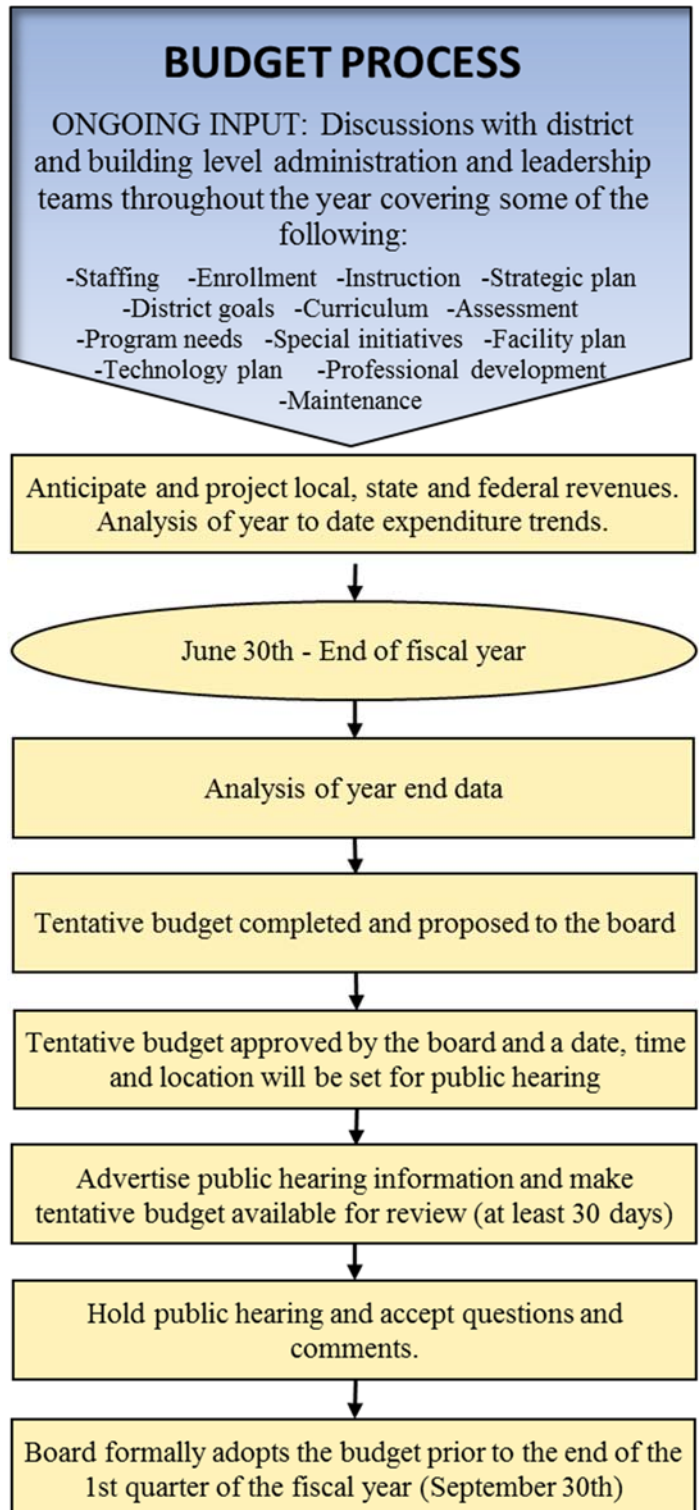 BUDGET PROCESS
ONGOING INPUT: Discussions with district
and building level administration and leadership
teams throughout the year covering some of the
following:
-Staffing -Enrollment -Instruction -Strategic plan
-District goals -Curriculum -Assessment
-Program needs -Special initiatives -Facility plan
-Technology plan -Professional development
-Maintenance
Anticipate and project local, state and federal revenues.
Analysis of year to date expenditure trends.
June 30th - End of fiscal year
Analysis of year end data
Tentative budget completed and proposed to the board
Tentative budget approved by the board and a date, time
and location will be set for public hearing
Advertise public hearing information and make
tentative budget available for review (at least 30 days)
Hold public hearing and accept questions and
comments.
Board formally adopts the budget prior to the end of the
1st quarter of the fiscal year (September 30th)